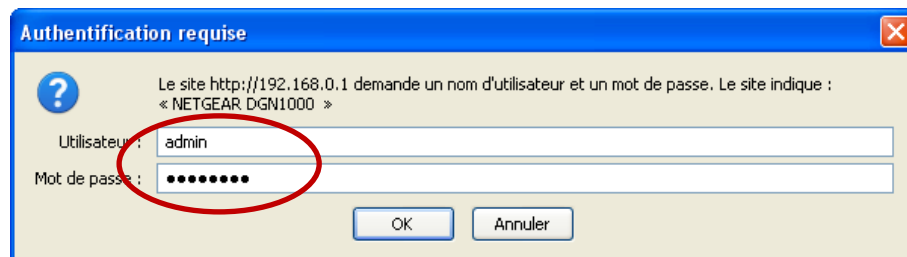 Authentification requise
Le site http://192.168.0.1 demande un nom d'utilisateur et un mot de passe. Le site indique :
« NETGEAR DGN1000 »
Utilisateur : admin
Mot de passe : ●●●●●●●●
OK Annuler